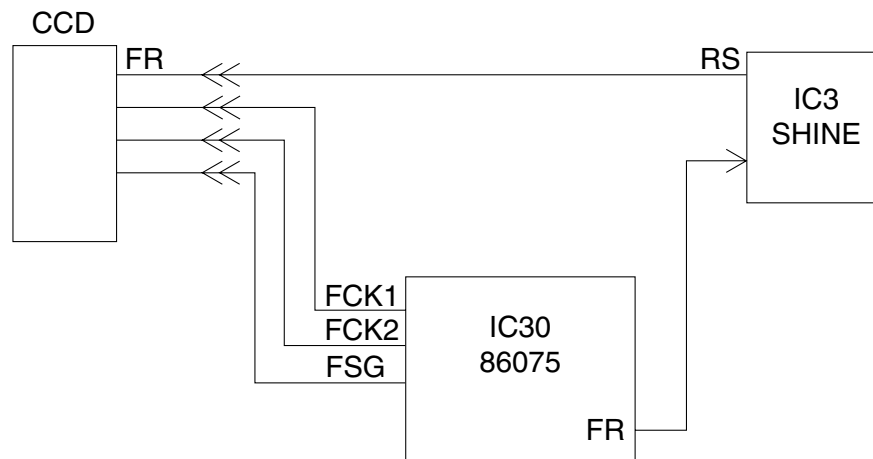 CCD
FR
RS
IC3
SHINE
FCK1
FCK2
FSG
IC30
86075
FR